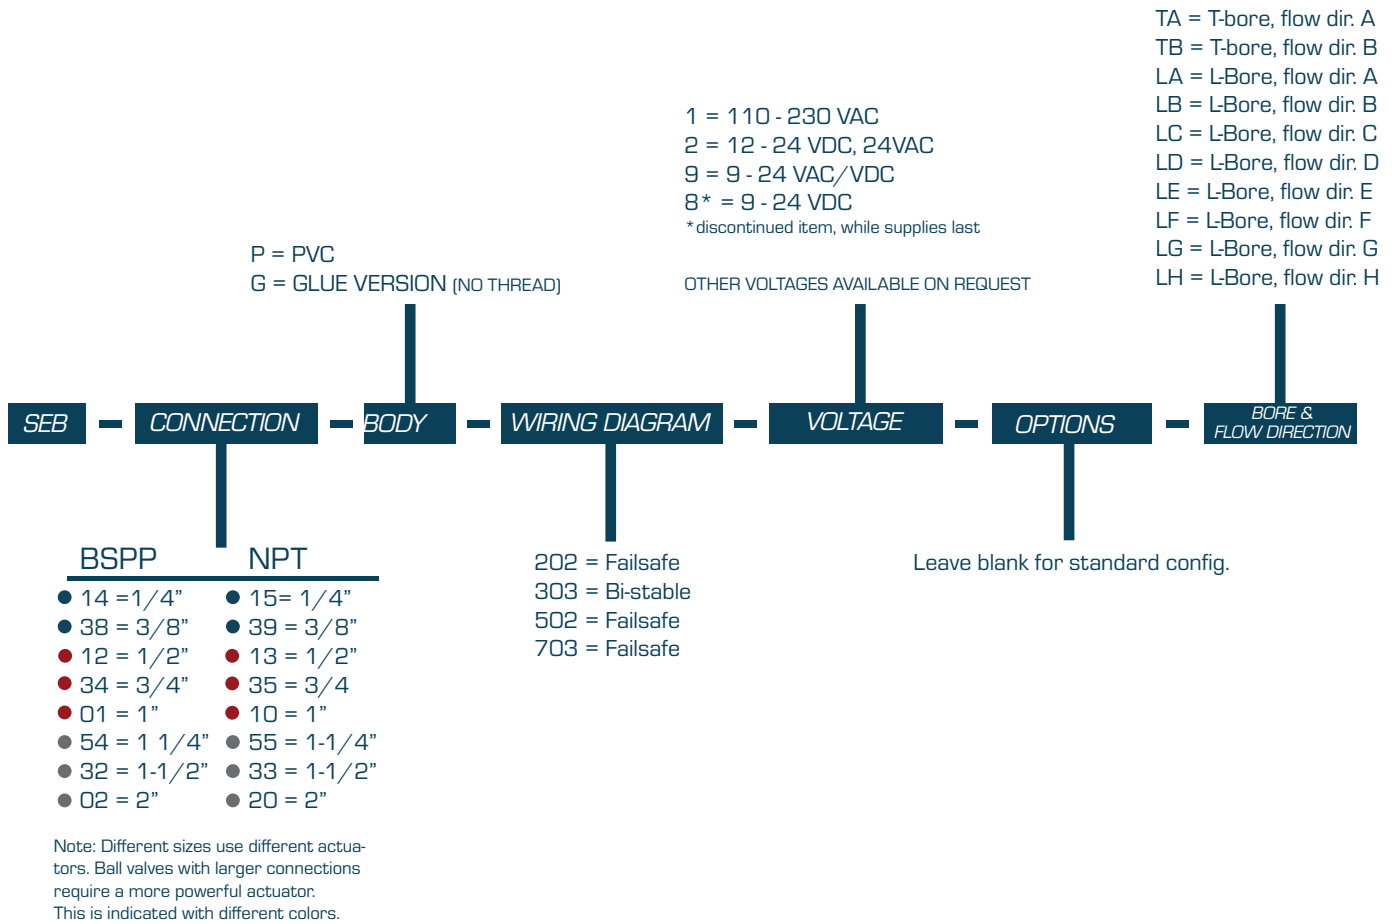 TA = T-bore, flow dir. A
TB = T-bore, flow dir. B
LA = L-Bore, flow dir. A
LB = L-Bore, flow dir. B
LC = L-Bore, flow dir. C
LD = L-Bore, flow dir. D
LE = L-Bore, flow dir. E
LF = L-Bore, flow dir. F
LG = L-Bore, flow dir. G
LH = L-Bore, flow dir. H
1 = 110 - 230 VAC
2 = 12 - 24 VDC, 24VAC
9 = 9 - 24 VAC/VDC
8* = 9 - 24 VDC
*discontinued item, while supplies last
OTHER VOLTAGES AVAILABLE ON REQUEST
P = PVC
G = GLUE VERSION (NO THREAD)
SEB - CONNECTION - BODY - WIRING DIAGRAM - VOLTAGE - OPTIONS - BORE &
FLOW DIRECTION
BSPP NPT
14 =1/4” 15= 1/4”
38 = 3/8” 39 = 3/8”
12 = 1/2” 13 = 1/2”
34 = 3/4” 35 = 3/4
01 = 1” 10 = 1”
54 = 1 1/4” 55 = 1-1/4”
32 = 1-1/2” 33 = 1-1/2”
02 = 2” 20 = 2”
Note: Different sizes use different actua-
tors. Ball valves with larger connections
require a more powerful actuator.
This is indicated with different colors.
202 = Failsafe
303 = Bi-stable
502 = Failsafe
703 = Failsafe
Leave blank for standard config.